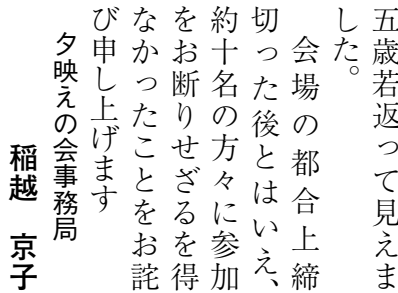 五歳若返って見えま
した。
会場の都合上締
切った後とはいえ、
約十名の方々に参加
をお断りせざるを得
なかったことをお詫
び申し上げます
夕映えの会事務局
稲越　京子